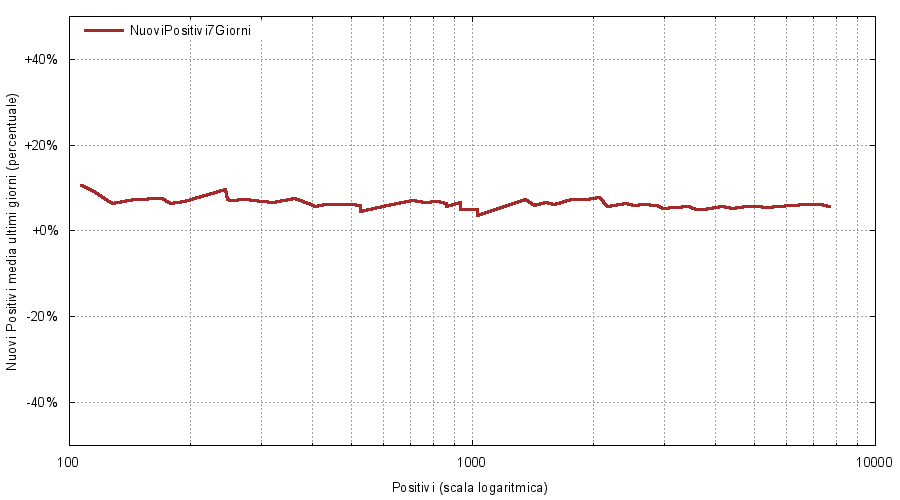 NuoviPositivi7Giorni
+40%
+20%
+0%
-20%
-40%
Nuovi Positivi media ultimi giorni (percentuale)
100 1000 10000
Positivi (scala logaritmica)